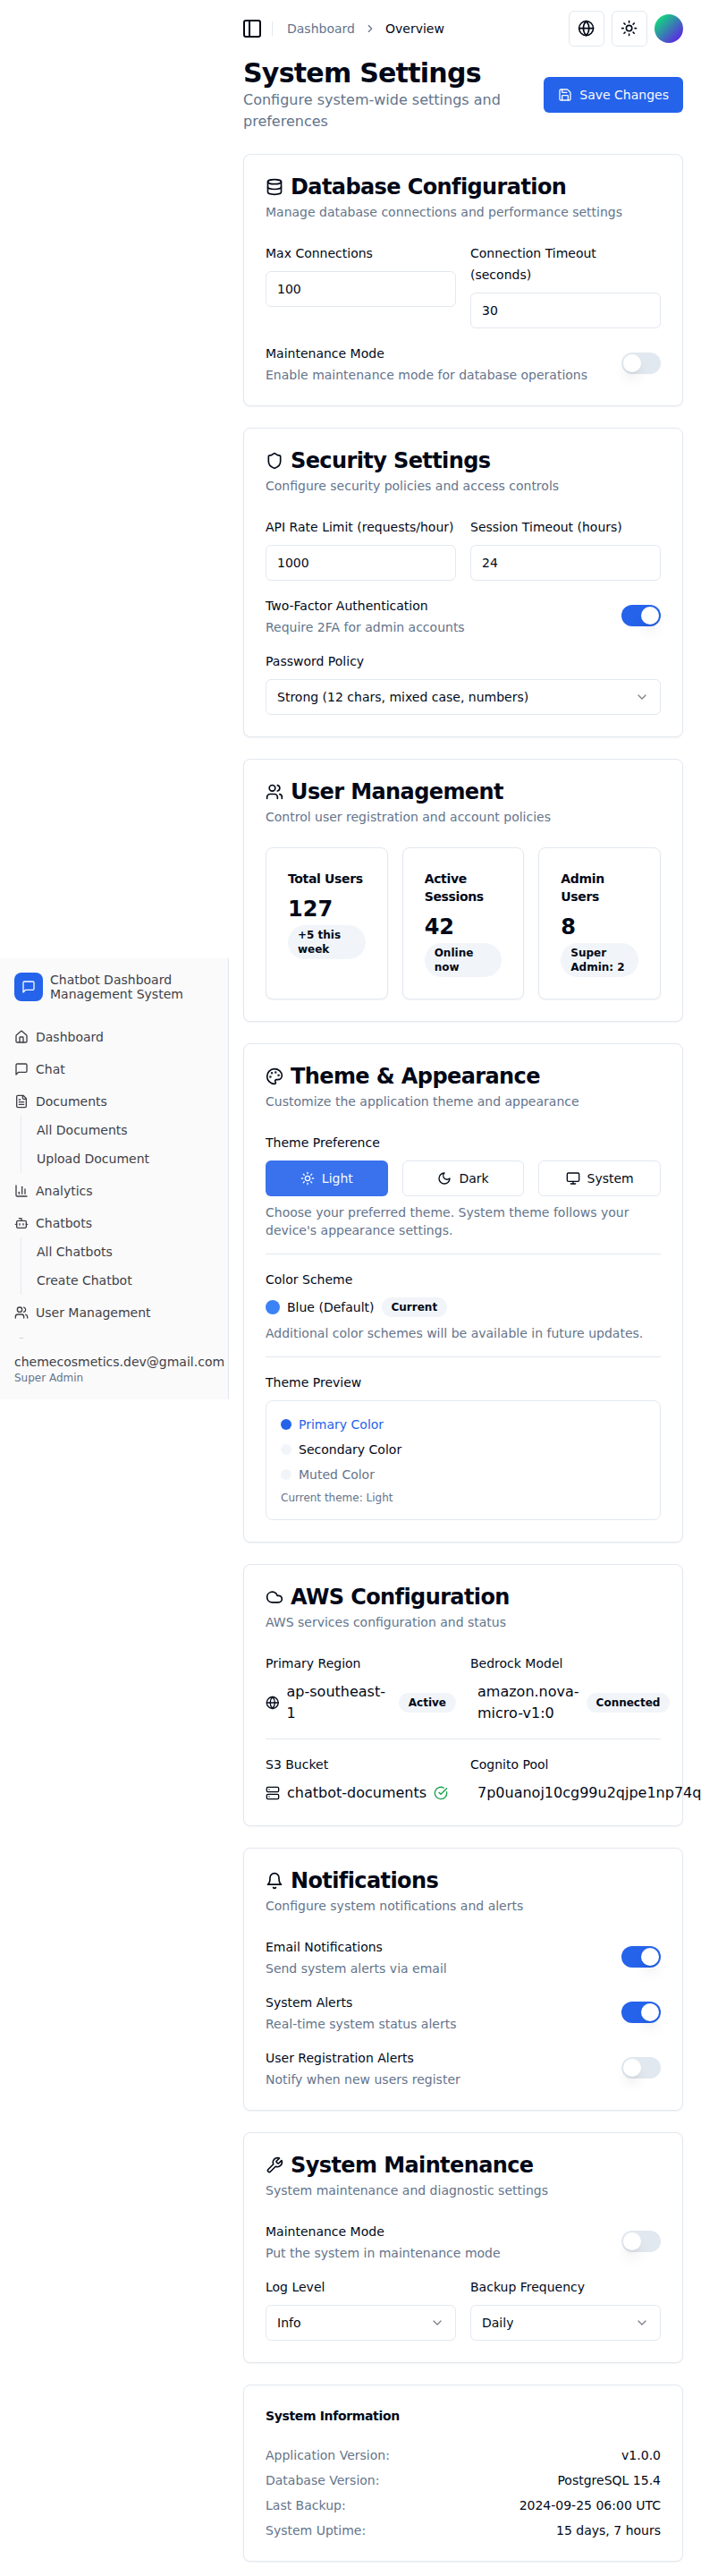 Dashboard
Overview
System Settings
Configure system-wide settings and
preferences
Save Changes
Database Configuration
Manage database connections and performance settings
Max Connections
100
Connection Timeout
(seconds)
30
Maintenance Mode
Enable maintenance mode for database operations
Security Settings
Configure security policies and access controls
API Rate Limit (requests/hour)
1000
Session Timeout (hours)
24
Two-Factor Authentication
Require 2FA for admin accounts
Password Policy
Strong (12 chars, mixed case, numbers)
User Management
Control user registration and account policies
Total Users
127
+5 this
week
Active
Sessions
42
Online
now
Admin
Users
8
Super
Admin: 2
Chatbot Dashboard
Management System
Dashboard
Chat
Documents
All Documents
Upload Document
Analytics
Chatbots
All Chatbots
Create Chatbot
User Management
chemecosmetics.dev@gmail.com
Super Admin
Theme & Appearance
Customize the application theme and appearance
Theme Preference
Light
Dark
System
Choose your preferred theme. System theme follows your
device's appearance settings.
Color Scheme
Blue (Default)
Current
Additional color schemes will be available in future updates.
Theme Preview
Primary Color
Secondary Color
Muted Color
Current theme: Light
AWS Configuration
AWS services configuration and status
Primary Region
ap-southeast-
1
Active
Bedrock Model
amazon.nova-
micro-v1:0
Connected
S3 Bucket
chatbot-documents
Cognito Pool
7p0uanoj10cg99u2qjpe1np74q
Notifications
Configure system notifications and alerts
Email Notifications
Send system alerts via email
System Alerts
Real-time system status alerts
User Registration Alerts
Notify when new users register
System Maintenance
System maintenance and diagnostic settings
Maintenance Mode
Put the system in maintenance mode
Log Level
Info
Backup Frequency
Daily
System Information
Application Version:
v1.0.0
Database Version:
PostgreSQL 15.4
Last Backup:
2024-09-25 06:00 UTC
System Uptime:
15 days, 7 hours